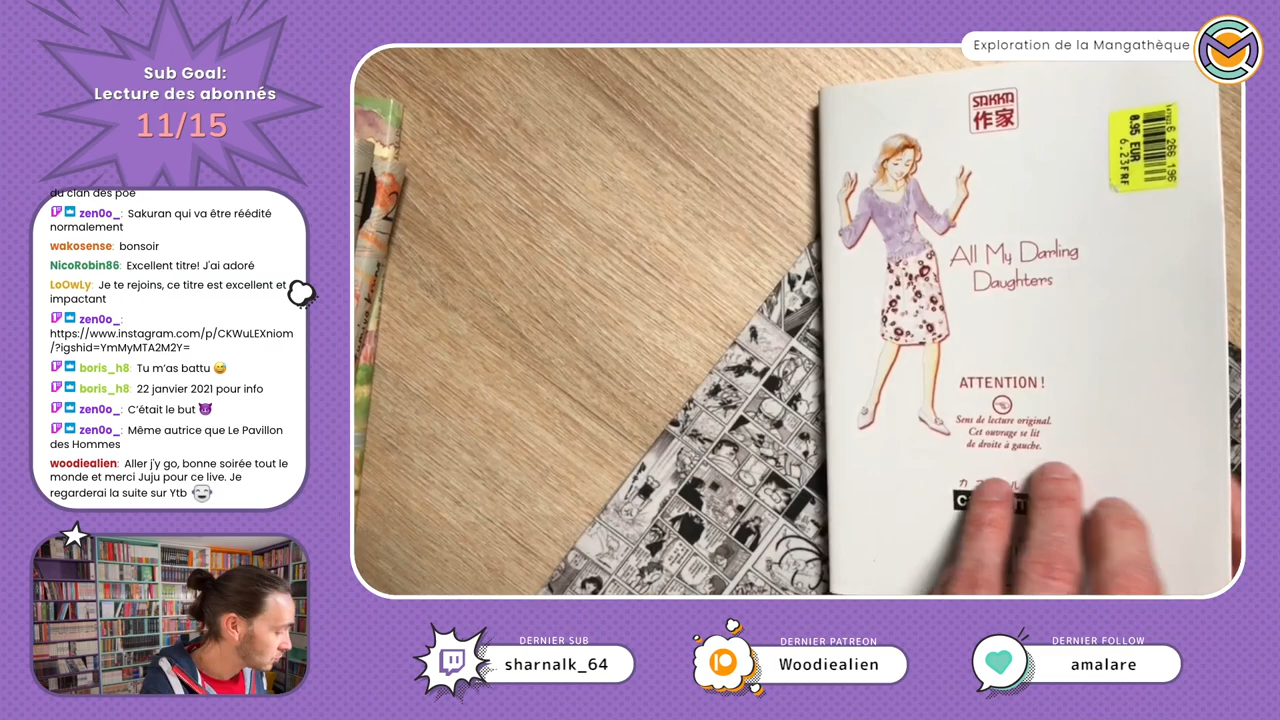 Sub Goal:
Lecture des abonnés
11/15
du clan des poe
zen0o_: Sakuran qui va être réédité
normalement
wakosense: bonsoir
NicoRobin86: Excellent titre! J'ai adoré
LoOwLy: Je te rejoins, ce titre est excellent et
impactant
zen0o_:
https://www.instagram.com/p/CKWuLEXniom
/?igshid=YmMyMTA2M2Y=
boris_h8: Tu m'as battu 😅
boris_h8: 22 janvier 2021 pour info
zen0o_: C'était le but 😈
zen0o_: Même autrice que Le Pavillon
des Hommes
woodiealien: Aller j'y go, bonne soirée tout le
monde et merci Juju pour ce live. Je
regarderai la suite sur Ytb
Exploration de la Mangathèque
SAKKA
作家
6 266 196
0.95 EUR
6.23FRF
All My Darling
Daughters
ATTENTION!
Sens de lecture original.
Cet ouvrage se lit
de droite à gauche.
DERNIER SUB
sharnalk_64
DERNIER PATREON
Woodiealien
DERNIER FOLLOW
amalare